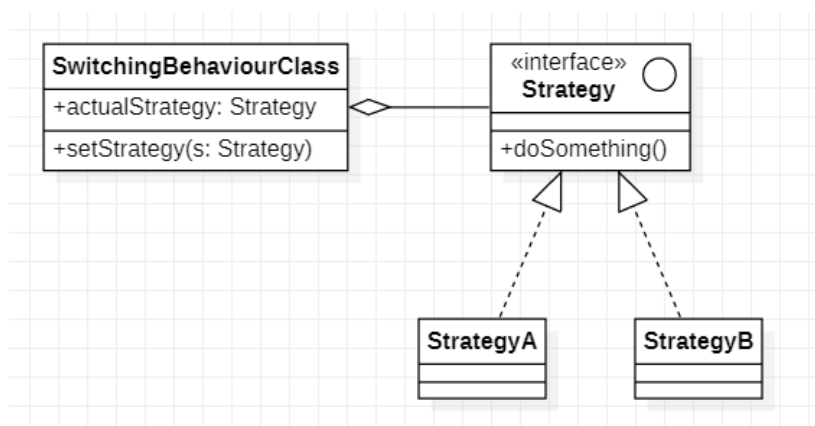 SwitchingBehaviourClass
+actualStrategy: Strategy
+setStrategy(s: Strategy)
«interface»
Strategy
+doSomething()
StrategyA
StrategyB